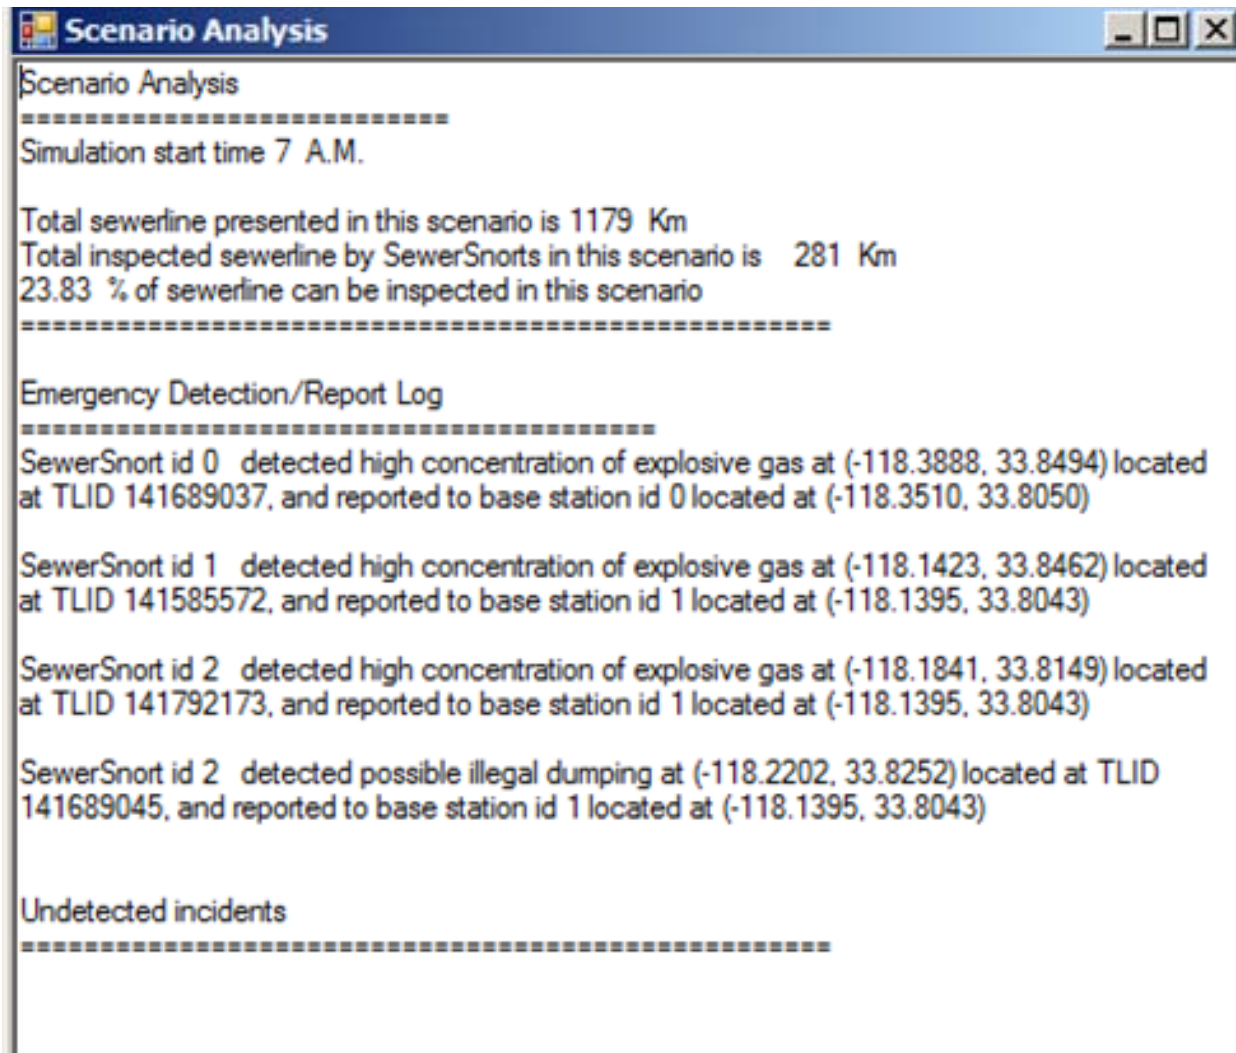 Scenario Analysis
Scenario Analysis
===========================
Simulation start time 7  A.M.
Total sewerline presented in this scenario is 1179  Km
Total inspected sewerline by SewerSnorts in this scenario is    281  Km
23.83  % of sewerline can be inspected in this scenario
===================================================
Emergency Detection/Report Log
========================================
SewerSnort id 0   detected high concentration of explosive gas at (-118.3888, 33.8494) located
at TLID 141689037, and reported to base station id 0 located at (-118.3510, 33.8050)
SewerSnort id 1   detected high concentration of explosive gas at (-118.1423, 33.8462) located
at TLID 141585572, and reported to base station id 1 located at (-118.1395, 33.8043)
SewerSnort id 2   detected high concentration of explosive gas at (-118.1841, 33.8149) located
at TLID 141792173, and reported to base station id 1 located at (-118.1395, 33.8043)
SewerSnort id 2   detected possible illegal dumping at (-118.2202, 33.8252) located at TLID
141689045, and reported to base station id 1 located at (-118.1395, 33.8043)
Undetected incidents
===================================================